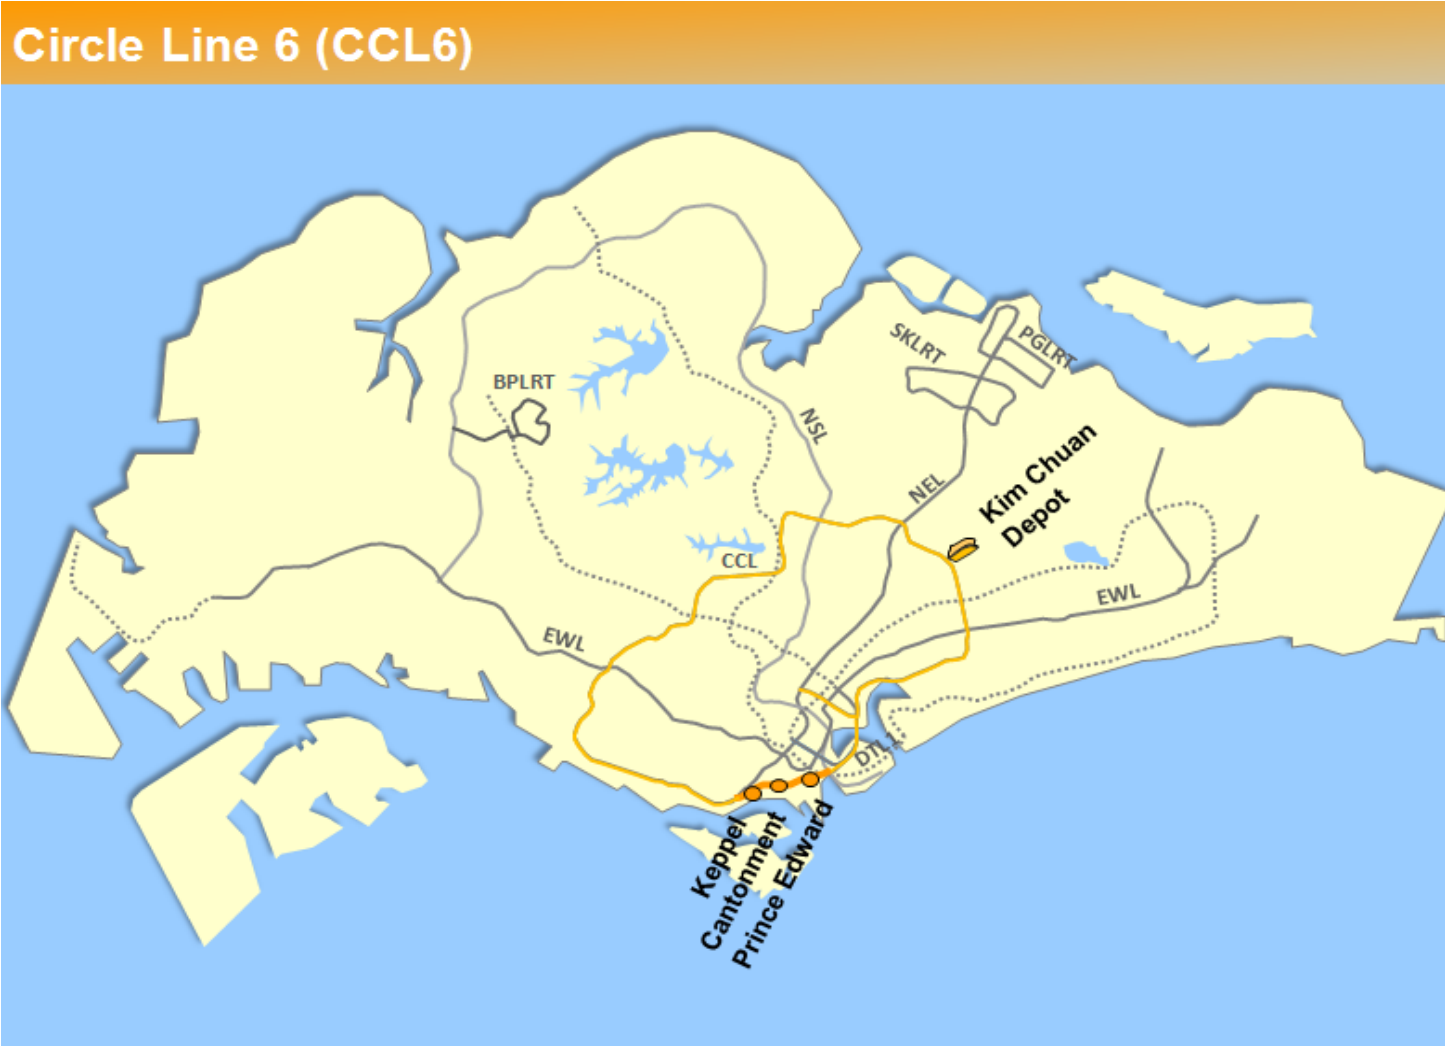 Circle Line 6 (CCL6)
SKLRT
PGLRT
BPLRT
NSL
NEL
Kim Chuan
Depot
CCL
EWL
EWL
DTL1
Keppel
Cantonment
Prince Edward